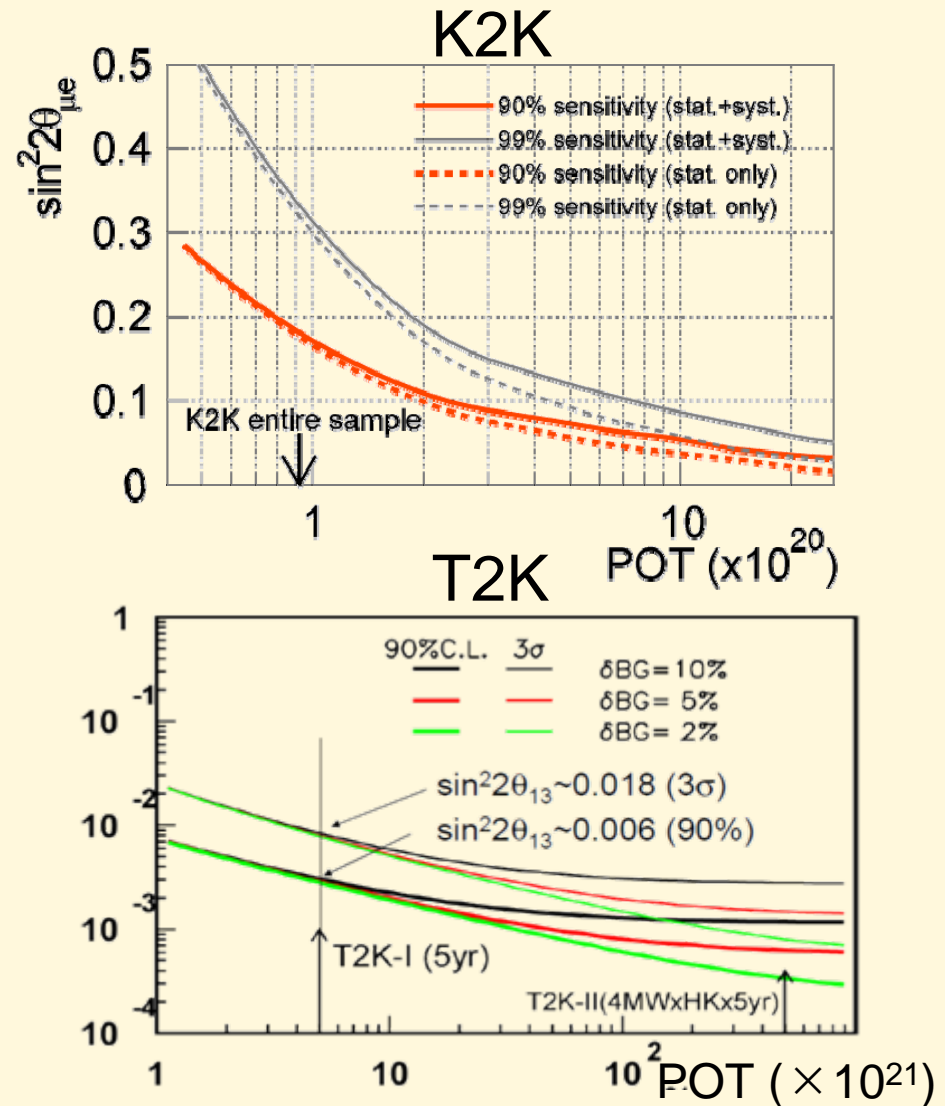 K2K
0.5
0.4
0.3
0.2
0.1
0
sin²2θμe
90% sensitivity (stat.+syst.)
99% sensitivity (stat.+syst.)
90% sensitivity (stat. only)
99% sensitivity (stat. only)
K2K entire sample
1
10
POT (x10²⁰)
T2K
1
10⁻¹
10⁻²
10⁻³
10⁻⁴
90%C.L. 3σ
δBG=10%
δBG= 5%
δBG= 2%
sin²2θ₁₃~0.018 (3σ)
sin²2θ₁₃~0.006 (90%)
T2K-I (5yr)
T2K-II(4MWxHKx5yr)
1
10
10²
POT (×10²¹)